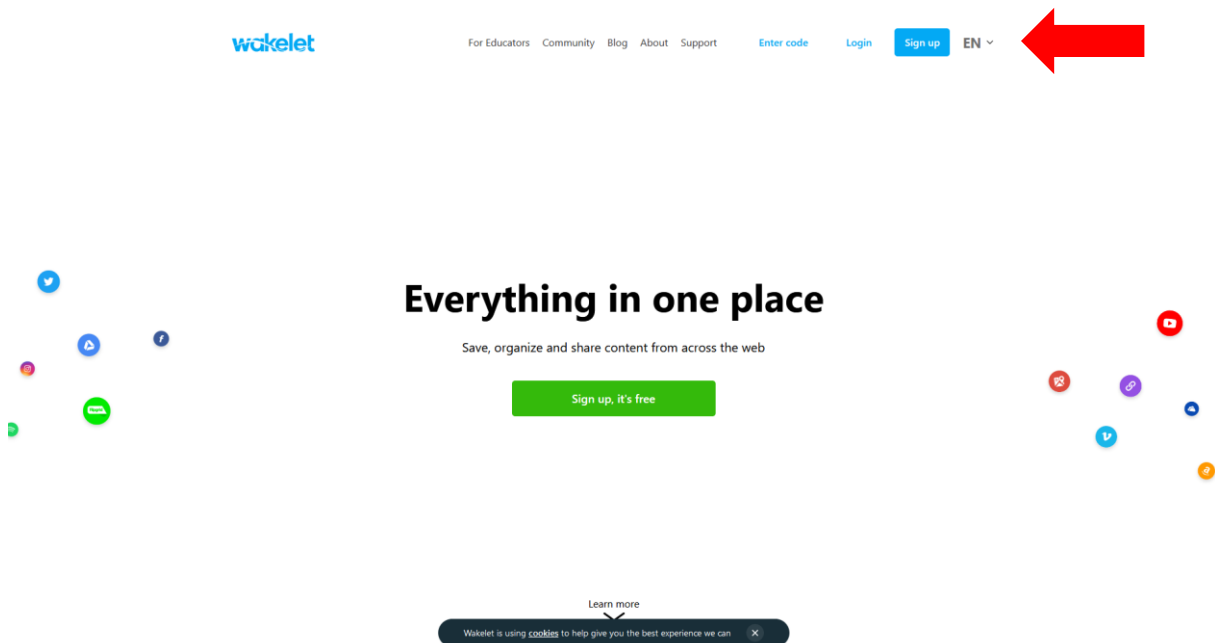 wakelet
For Educators Community Blog About Support Enter code Login Sign up EN
Everything in one place
Save, organize and share content from across the web
Sign up, it's free
Learn more
Wakelet is using cookies to help give you the best experience we can